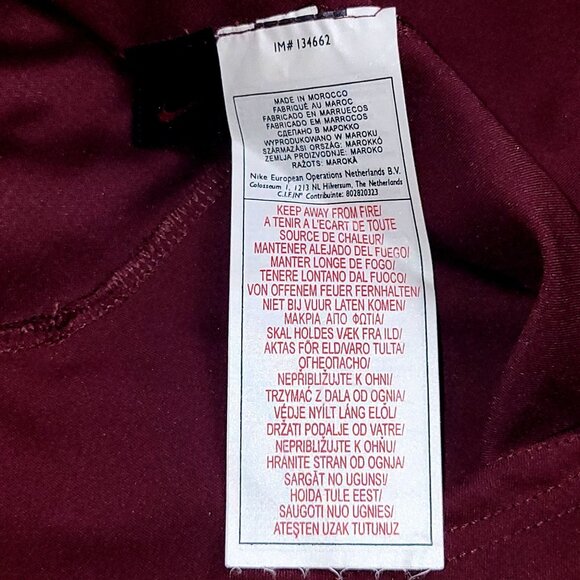 IM# 134662
MADE IN MOROCCO
FABRIQUÉ AU MAROC
FABRICADO EN MARRUECOS
FABRICADO EM MARROCOS
СДЕЛАНО В МАРОККО
WYPRODUKOWANO W MAROKU
SZÁRMAZÁSI ORSZÁG: MAROKKÓ
ZEMLJA PROIZVODNJE: MAROKO
RAŽOTS: MAROKĀ
Nike European Operations Netherlands B.V.
Colosseum 1, 1213 NL Hilversum, The Netherlands
C.I.F./Nº Contribuinte: 802820323
KEEP AWAY FROM FIRE/
A TENIR A L'ECART DE TOUTE
SOURCE DE CHALEUR/
MANTENER ALEJADO DEL FUEGO/
MANTER LONGE DE FOGO/
TENERE LONTANO DAL FUOCO/
VON OFFENEM FEUER FERNHALTEN/
NIET BIJ VUUR LATEN KOMEN/
ΜΑΚΡΙΑ ΑΠΟ ΦΩΤΙΑ/
SKAL HOLDES VÆK FRA ILD/
AKTAS FÖR ELD/VARO TULTA/
ОГНЕОПАСНО/
NEPŘIBLIŽUJTE K OHNI/
TRZYMAĆ Z DALA OD OGNIA/
VÉDJE NYÍLT LÁNG ELŐL/
DRŽATI PODALJE OD VATRE/
NEPRIBLIŽUJTE K OHŇU/
HRANITE STRAN OD OGNJA/
SARGĀT NO UGUNS!/
HOIDA TULE EEST/
SAUGOTI NUO UGNIES/
ATEŞTEN UZAK TUTUNUZ